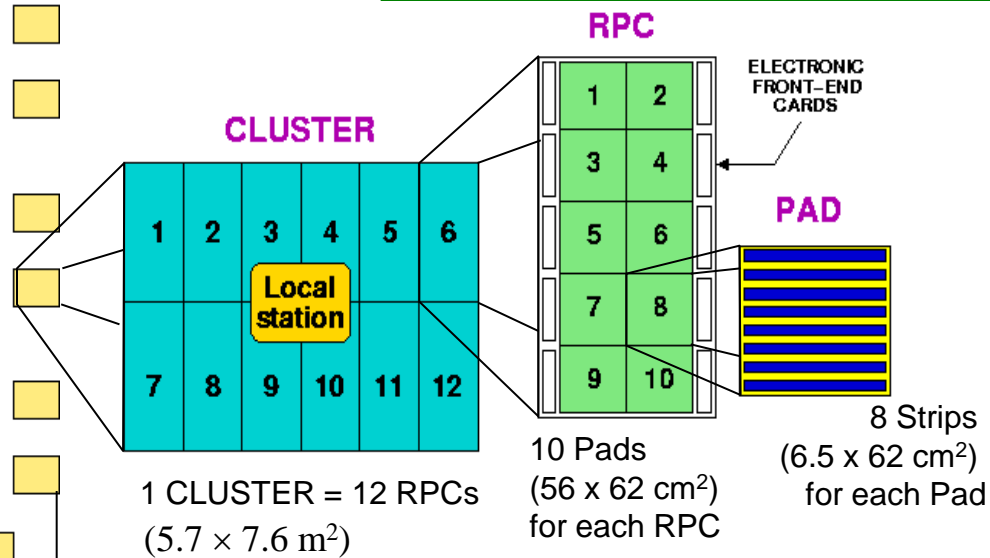 RPC
ELECTRONIC
FRONT-END
CARDS
CLUSTER
1 2
3 4
5 6
7 8
9 10
PAD
1 2 3 4 5 6
Local
station
7 8 9 10 11 12
8 Strips
(6.5 x 62 cm²)
for each Pad
10 Pads
(56 x 62 cm²)
for each RPC
1 CLUSTER = 12 RPCs
(5.7 × 7.6 m²)